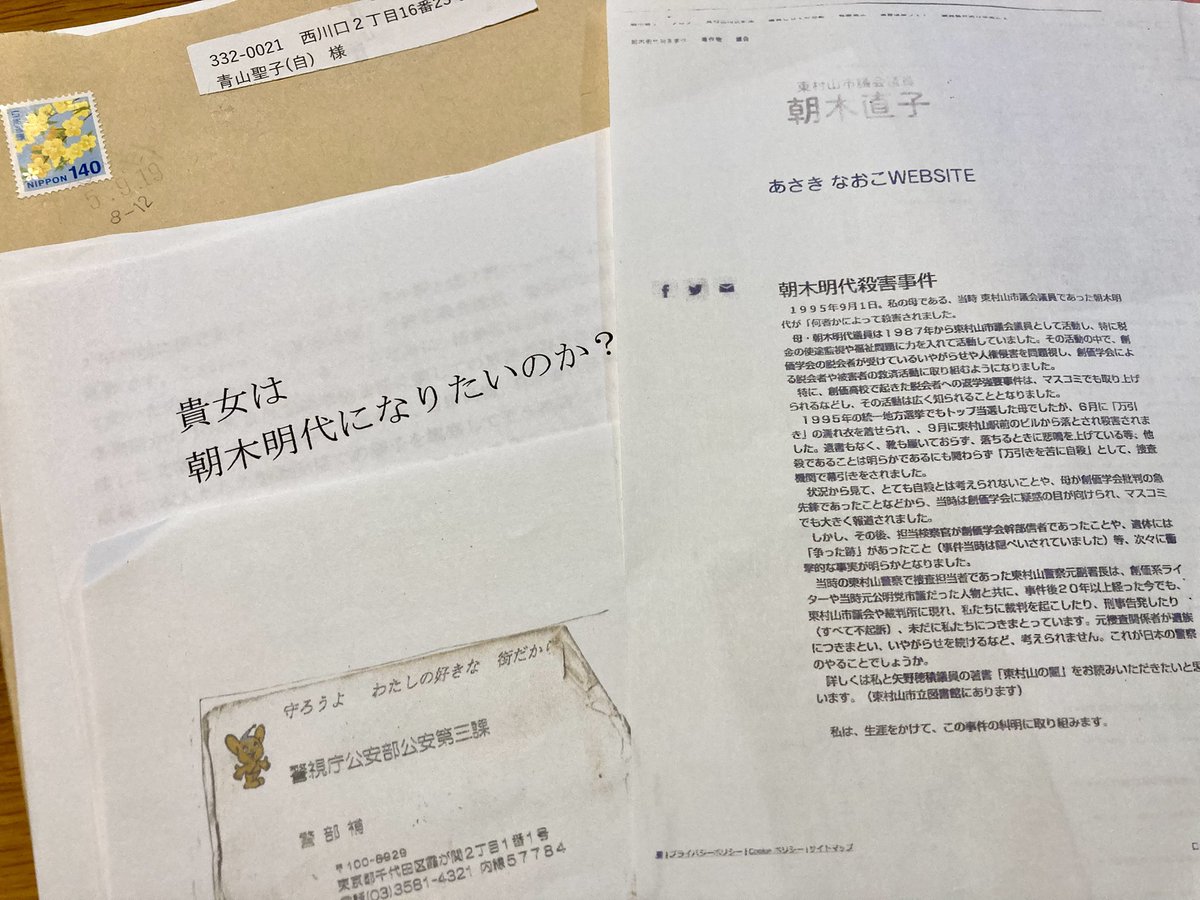 332-0021 西川口2丁目16番
青山聖子(自) 様
NIPPON 140
5.9.19
8-12
貴女は
朝木明代になりたいのか?
守ろうよ わたしの好きな 街だから
警視庁公安部公安第三課
警部補
〒100-8929
東京都千代田区霞が関2丁目1番1号
(03)3581-4321 内線57784
東村山市議会議員
朝木直子
あさき なおこWEBSITE
朝木明代殺害事件
1995年9月1日。私の母である、当時 東村山市議会議員であった朝木明
代が「何者かによって殺害されました。
母・朝木明代議員は1987年から東村山市議会議員として活動し、特に税
金の使途監視や福祉問題に力を入れて活動していました。その活動の中で、創
価学会の脱会者が受けているいやがらせや人権侵害を問題視し、創価学会によ
る脱会者や被害者の救済活動に取り組むようになりました。
特に、創価高校で起きた脱会者への退学強要事件は、マスコミでも取り上げ
られるなどし、その活動は広く知られることとなりました。
1995年の統一地方選挙でもトップ当選した母でしたが、6月に「万引
き」の濡れ衣を着せられ、、9月に東村山駅前のビルから落とされ殺害されま
した。遺書もなく、靴も履いておらず、落ちるときに悲鳴を上げている等、他
殺であることは明らかであるにも関わらず「万引きを苦に自殺」として、捜査
機関で幕引きをされました。
状況から見て、とても自殺とは考えられないことや、母が創価学会批判の急
先鋒であったことなどから、当時は創価学会に疑惑の目が向けられ、マスコミ
でも大きく報道されました。
しかし、その後、担当検察官が創価学会幹部信者であったことや、遺体には
「争った跡」があったこと(事件当時は隠ぺいされていました)等、次々に衝
撃的な事実が明らかとなりました。
当時の東村山警察で捜査担当者であった東村山警察元副署長は、創価系ライ
ターや当時元公明党市議だった人物と共に、事件後20年以上経った今でも、
東村山市議会や裁判所に現れ、私たちに裁判を起こしたり、刑事告発したり
(すべて不起訴)、未だに私たちにつきまとっています。元捜査関係者が遺族
につきまとい、いやがらせを続けるなど、考えられません。これが日本の警察
のやることでしょうか。
詳しくは私と矢野穂積議員の著書「東村山の闇」をお読みいただきたいと思
います。(東村山市立図書館にあります)
私は、生涯をかけて、この事件の糾明に取り組みます。
プライバシーポリシー | Cookie ポリシー | サイトマップ